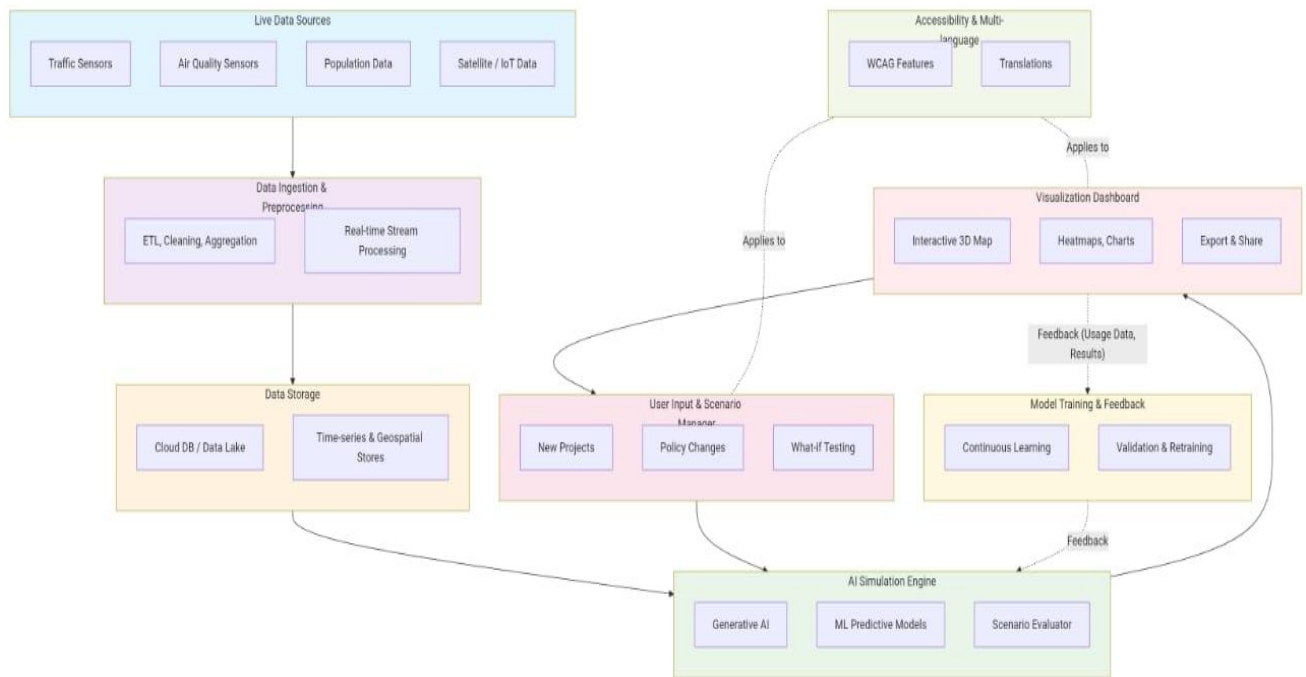 Live Data Sources
Traffic Sensors
Air Quality Sensors
Population Data
Satellite / IoT Data
Accessibility & Multi-
language
WCAG Features
Translations
Applies to
Applies to
Data Ingestion &
Preprocessing
ETL, Cleaning, Aggregation
Real-time Stream
Processing
Visualization Dashboard
Interactive 3D Map
Heatmaps, Charts
Export & Share
Feedback (Usage Data,
Results)
Data Storage
Cloud DB / Data Lake
Time-series & Geospatial
Stores
User Input & Scenario
Manager
New Projects
Policy Changes
What-if Testing
Model Training & Feedback
Continuous Learning
Validation & Retraining
Feedback
AI Simulation Engine
Generative AI
ML Predictive Models
Scenario Evaluator